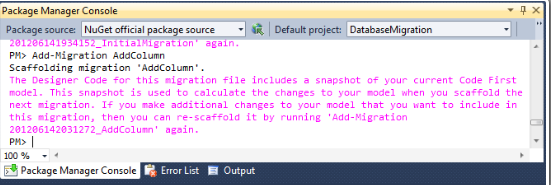 Package Manager Console
Package source: NuGet official package source Default project: DatabaseMigration
201206141934152_InitialMigration' again.
PM> Add-Migration AddColumn
Scaffolding migration 'AddColumn'.
The Designer Code for this migration file includes a snapshot of your current Code First
model. This snapshot is used to calculate the changes to your model when you scaffold the
next migration. If you make additional changes to your model that you want to include in
this migration, then you can re-scaffold it by running 'Add-Migration
201206142031272_AddColumn' again.
PM>
100 %
Package Manager Console Error List Output